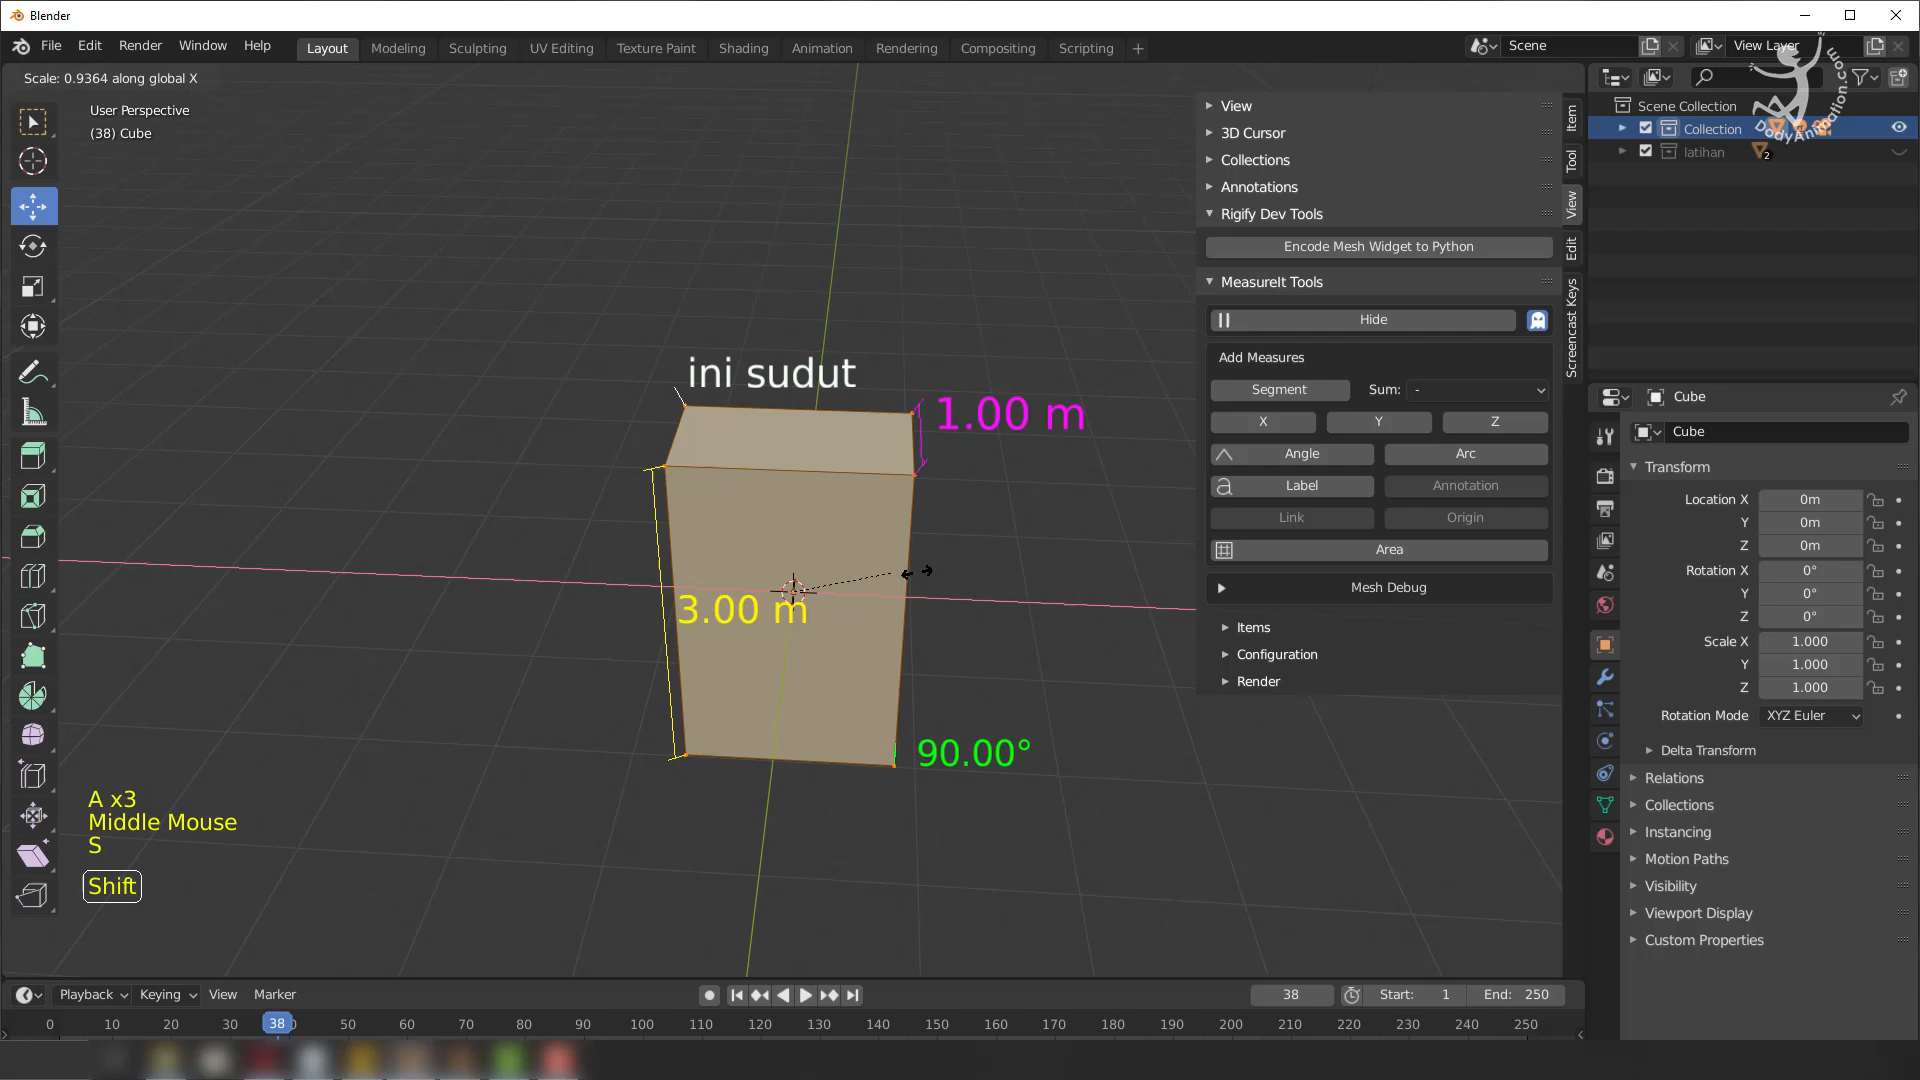 Blender
File Edit Render Window Help
Layout Modeling Sculpting UV Editing Texture Paint Shading Animation Rendering Compositing Scripting +
Scene
View Layer
DodyAnimation.com
Scale: 0.9364 along global X
User Perspective
(38) Cube
View
3D Cursor
Collections
Annotations
Rigify Dev Tools
Encode Mesh Widget to Python
MeasureIt Tools
Hide
Add Measures
Segment Sum: -
X Y Z
Angle Arc
Label Annotation
Link Origin
Area
Mesh Debug
Items
Configuration
Render
Item
Tool
View
Edit
Screencast Keys
ini sudut
1.00 m
3.00 m
90.00°
A x3
Middle Mouse
S
Shift
Scene Collection
Collection
latihan 2
Cube
Cube
Transform
Location X 0m
Y 0m
Z 0m
Rotation X 0°
Y 0°
Z 0°
Scale X 1.000
Y 1.000
Z 1.000
Rotation Mode XYZ Euler
Delta Transform
Relations
Collections
Instancing
Motion Paths
Visibility
Viewport Display
Custom Properties
Playback Keying View Marker
38 Start: 1 End: 250
0 10 20 30 38 50 60 70 80 90 100 110 120 130 140 150 160 170 180 190 200 210 220 230 240 250